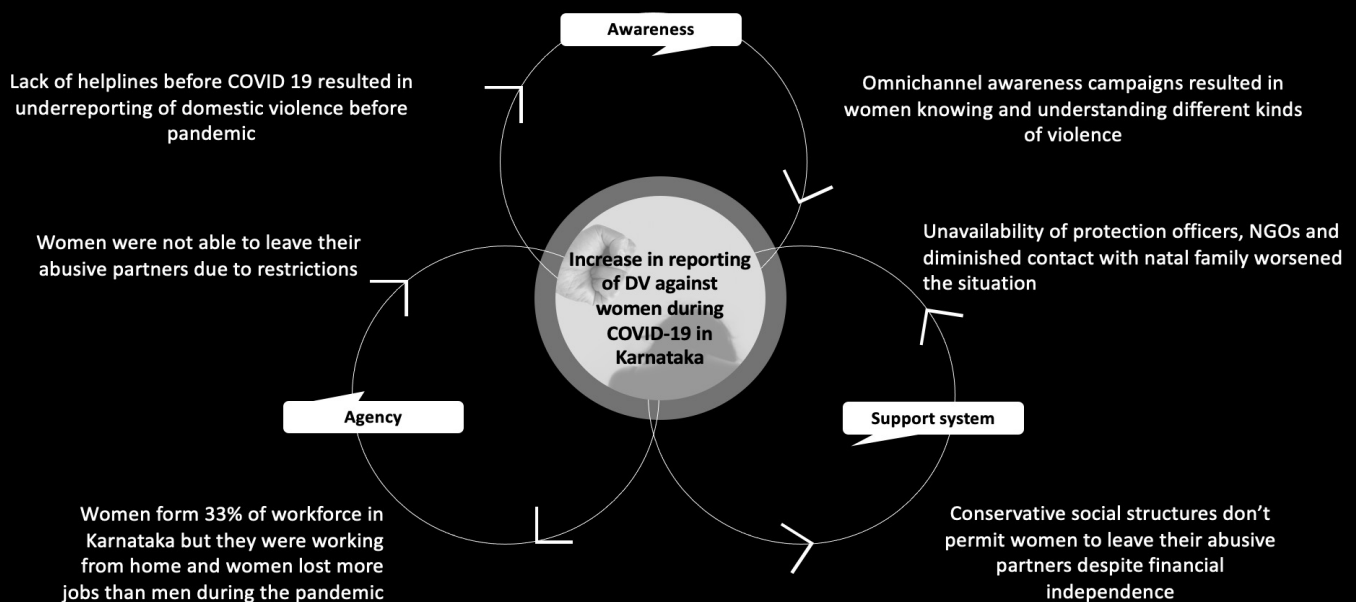 Awareness
Lack of helplines before COVID 19 resulted in
underreporting of domestic violence before
pandemic
Omnichannel awareness campaigns resulted in
women knowing and understanding different kinds
of violence
Women were not able to leave their
abusive partners due to restrictions
Increase in reporting
of DV against
women during
COVID-19 in
Karnataka
Unavailability of protection officers, NGOs and
diminished contact with natal family worsened
the situation
Agency
Support system
Women form 33% of workforce in
Karnataka but they were working
from home and women lost more
jobs than men during the pandemic
Conservative social structures don’t
permit women to leave their abusive
partners despite financial
independence